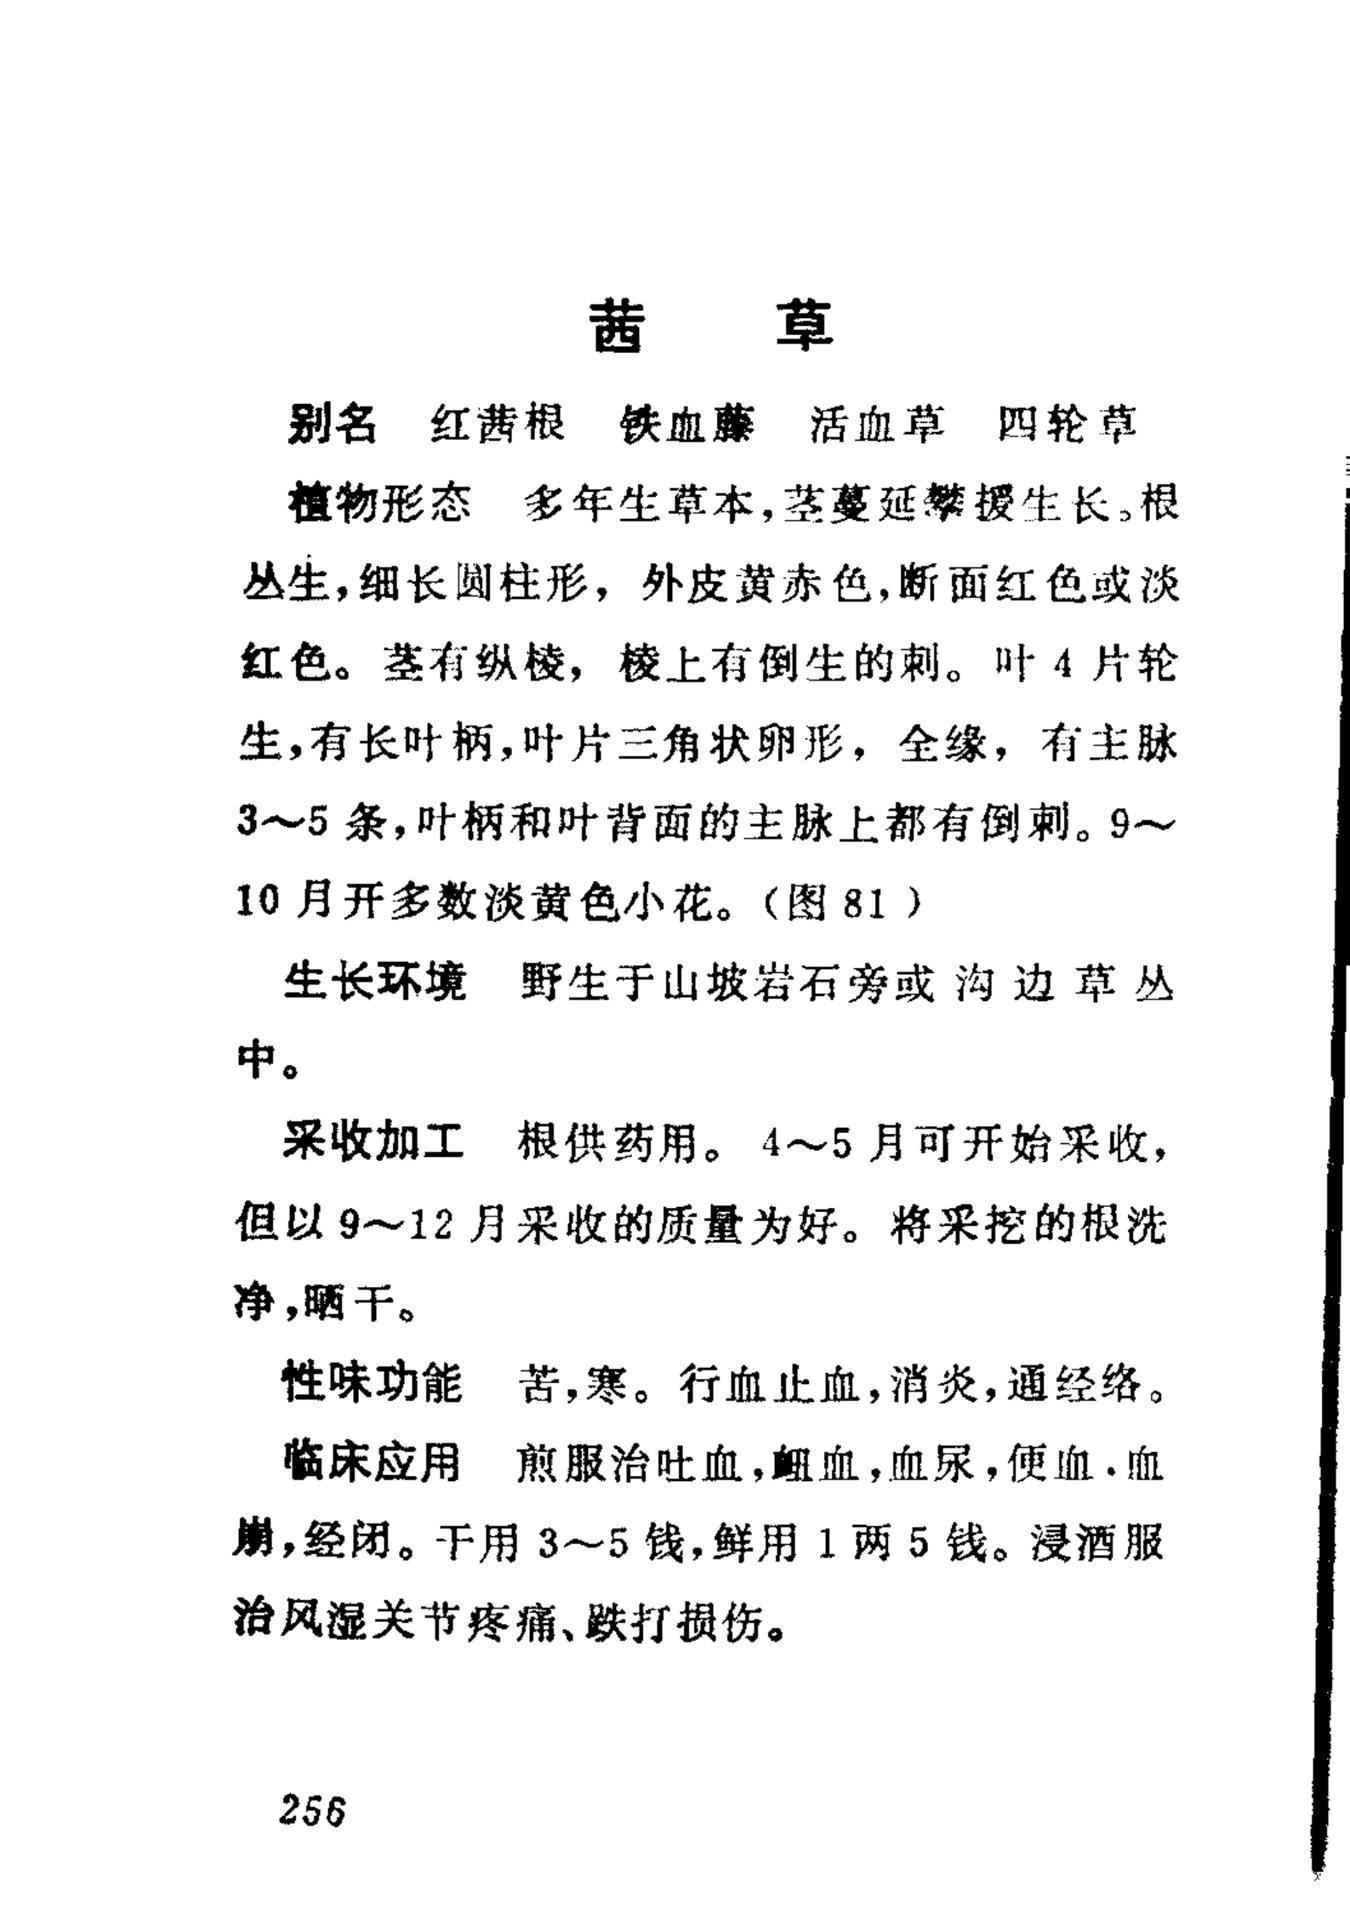 茜 草
别名 红茜根 铁血藤 活血草 四轮草
植物形态 多年生草本,茎蔓延攀援生长。根
丛生,细长圆柱形，外皮黄赤色,断面红色或淡
红色。茎有纵棱，棱上有倒生的刺。叶 4 片轮
生,有长叶柄,叶片三角状卵形，全缘，有主脉
3～5 条,叶柄和叶背面的主脉上都有倒刺。9～
10 月开多数淡黄色小花。(图 81)
生长环境 野生于山坡岩石旁或沟边草丛
中。
采收加工 根供药用。4～5 月可开始采收，
但以 9～12 月采收的质量为好。将采挖的根洗
净,晒干。
性味功能 苦,寒。行血止血,消炎,通经络。
临床应用 煎服治吐血,衄血,血尿,便血.血
崩,经闭。干用 3～5 钱,鲜用 1 两 5 钱。浸酒服
治风湿关节疼痛、跌打损伤。
256